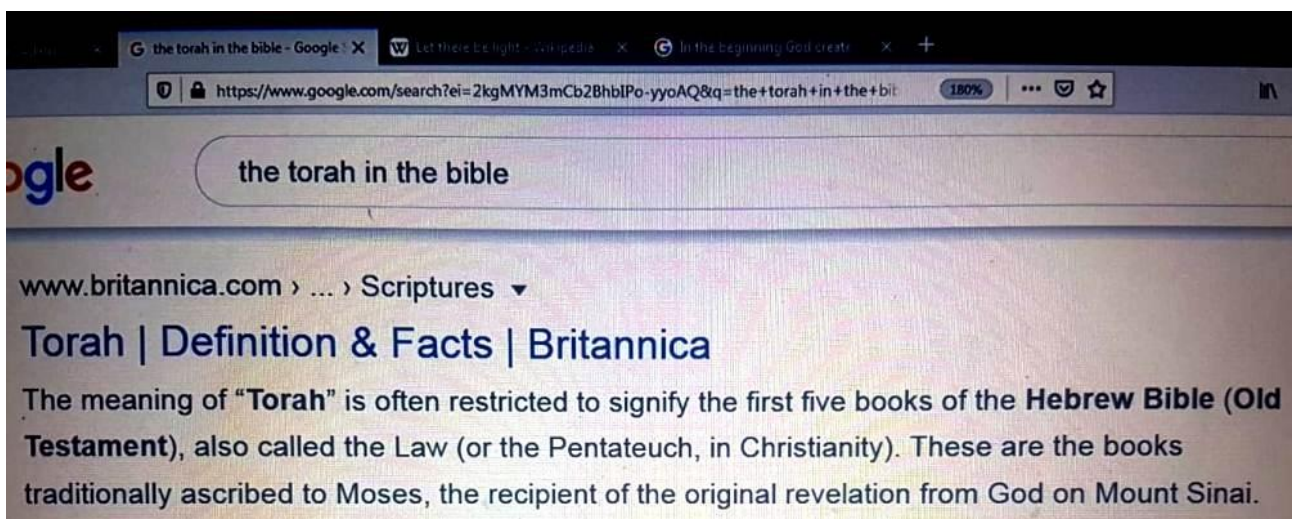 G the torah in the bible - Google S
W Let there be light - Wikipedia
G In the beginning God create
https://www.google.com/search?ei=2kgMYM3mCb2BhbIPo-yyoAQ&q=the+torah+in+the+bib
180%
ogle
the torah in the bible
www.britannica.com › ... › Scriptures
Torah | Definition & Facts | Britannica
The meaning of “Torah” is often restricted to signify the first five books of the Hebrew Bible (Old
Testament), also called the Law (or the Pentateuch, in Christianity). These are the books
traditionally ascribed to Moses, the recipient of the original revelation from God on Mount Sinai.